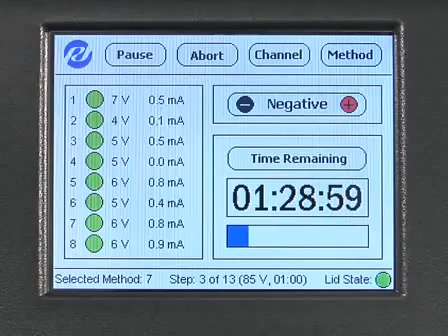 Pause Abort Channel Method
1 7 V 0.5 mA
2 4 V 0.1 mA
3 5 V 0.5 mA
4 5 V 0.0 mA
5 6 V 0.8 mA
6 5 V 0.4 mA
7 6 V 0.8 mA
8 6 V 0.9 mA
− Negative +
Time Remaining
01:28:59
Selected Method: 7 Step: 3 of 13 (85 V, 01:00) Lid State: